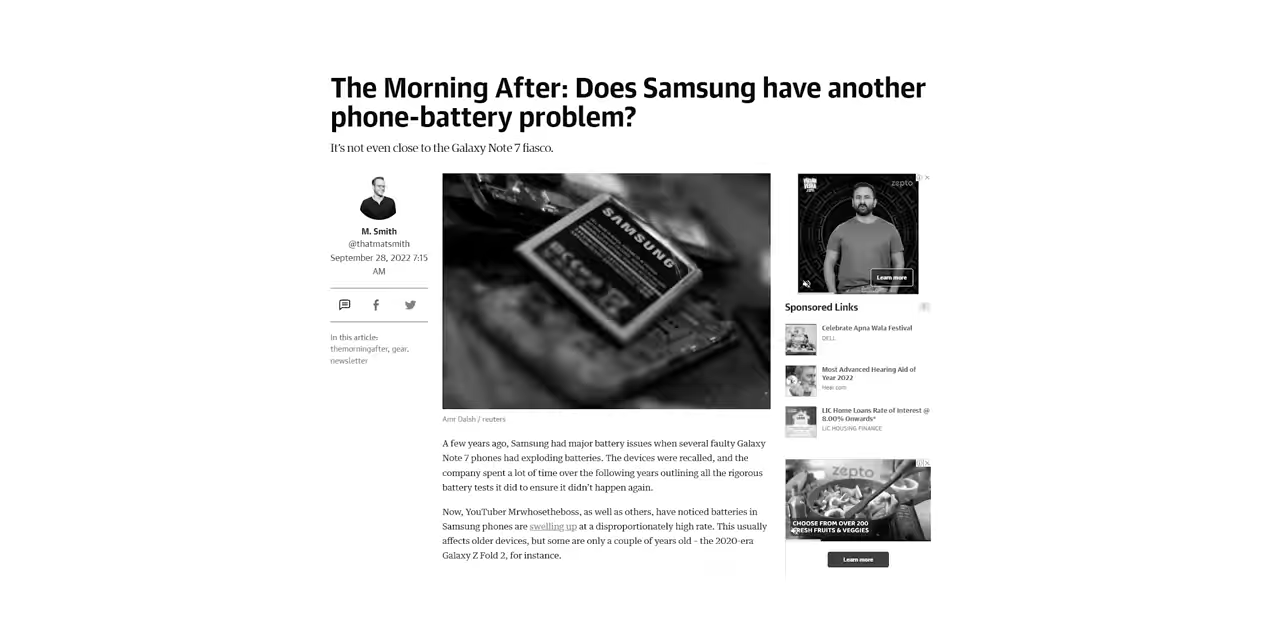 The Morning After: Does Samsung have another
phone-battery problem?
It's not even close to the Galaxy Note 7 fiasco.
M. Smith
@thatmatsmith
September 28, 2022 7:15
AM
In this article:
themorningafter, gear,
newsletter
SAMSUNG
Amr Dalsh / reuters
A few years ago, Samsung had major battery issues when several faulty Galaxy
Note 7 phones had exploding batteries. The devices were recalled, and the
company spent a lot of time over the following years outlining all the rigorous
battery tests it did to ensure it didn't happen again.
Now, YouTuber Mrwhosetheboss, as well as others, have noticed batteries in
Samsung phones are swelling up at a disproportionately high rate. This usually
affects older devices, but some are only a couple of years old – the 2020-era
Galaxy Z Fold 2, for instance.
zepto
Learn more
Sponsored Links
Celebrate Apna Wala Festival
DELL
Most Advanced Hearing Aid of
Year 2022
Hear.com
LIC Home Loans Rate of Interest @
8.00% Onwards*
LIC HOUSING FINANCE
zepto
CHOOSE FROM OVER 200
FRESH FRUITS & VEGGIES
Learn more